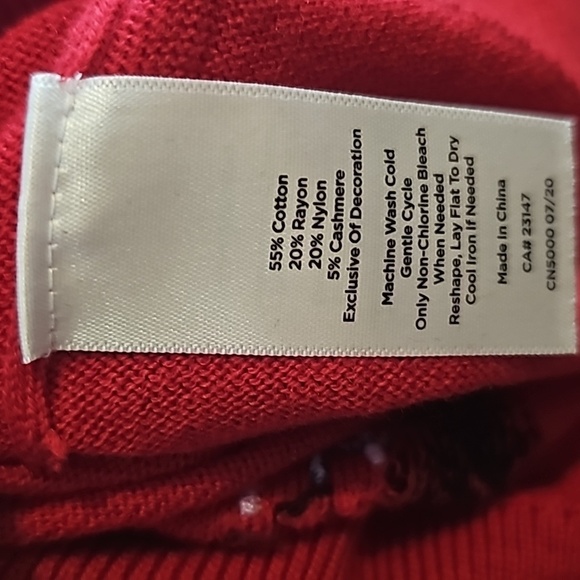 55% Cotton
20% Rayon
20% Nylon
5% Cashmere
Exclusive Of Decoration
Machine Wash Cold
Gentle Cycle
Only Non-Chlorine Bleach
When Needed
Reshape, Lay Flat To Dry
Cool Iron If Needed
Made In China
CA# 23147
CN5000 07/20